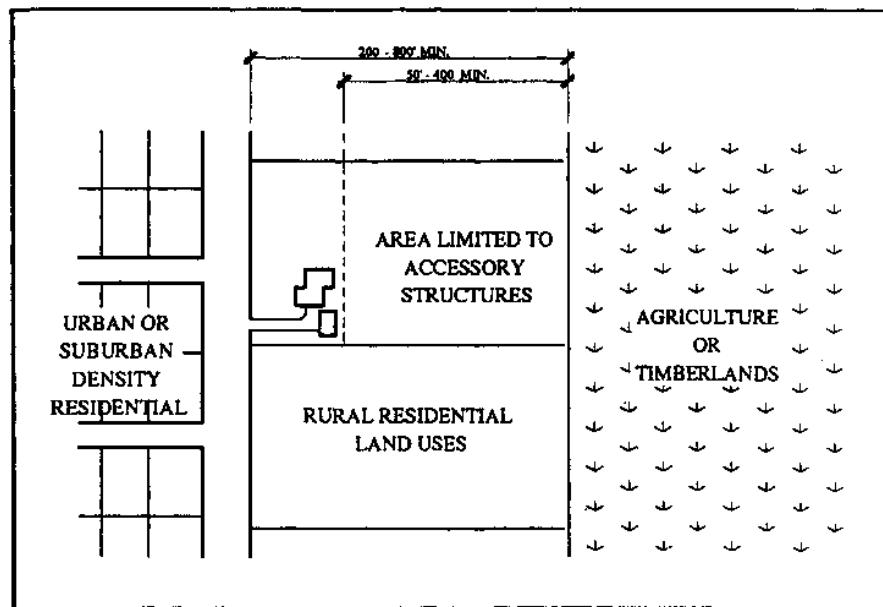 200 - 800' MIN.
50' - 400 MIN.
AREA LIMITED TO
ACCESSORY
STRUCTURES
URBAN OR
SUBURBAN
DENSITY
RESIDENTIAL
AGRICULTURE
OR
TIMBERLANDS
RURAL RESIDENTIAL
LAND USES